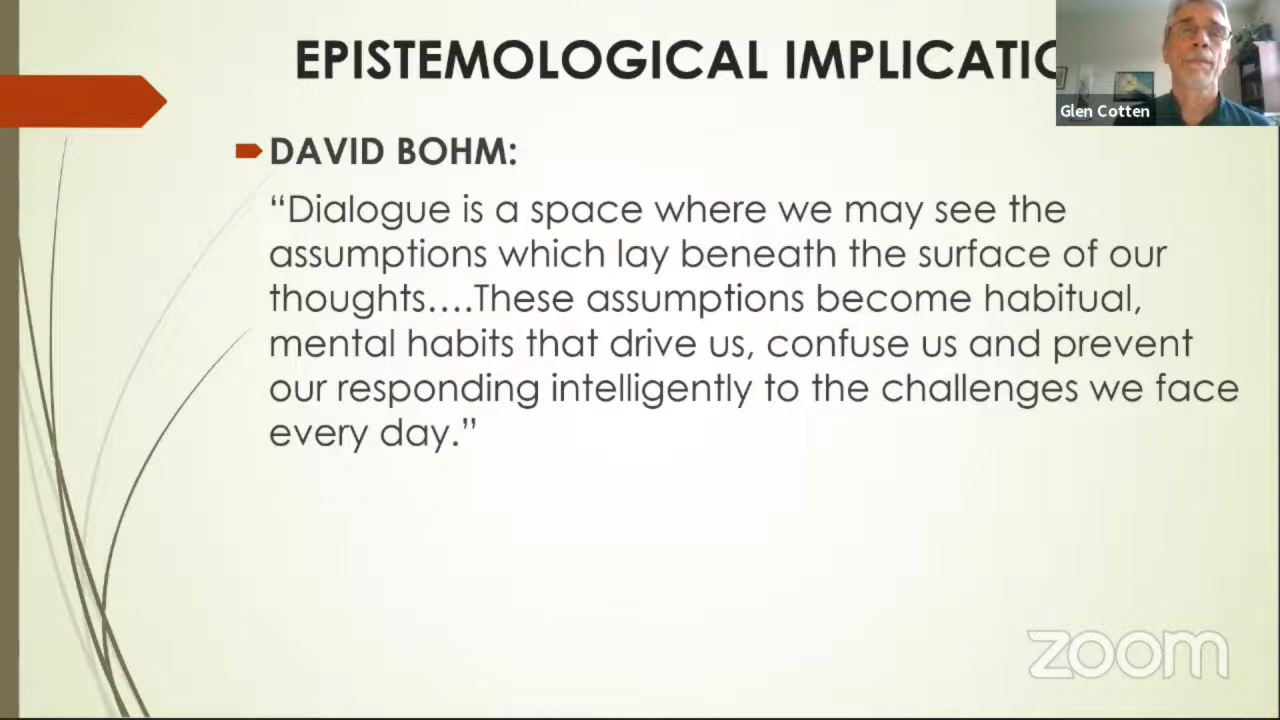 EPISTEMOLOGICAL IMPLICATIO
Glen Cotten
DAVID BOHM:
“Dialogue is a space where we may see the
assumptions which lay beneath the surface of our
thoughts….These assumptions become habitual,
mental habits that drive us, confuse us and prevent
our responding intelligently to the challenges we face
every day.”
zoom